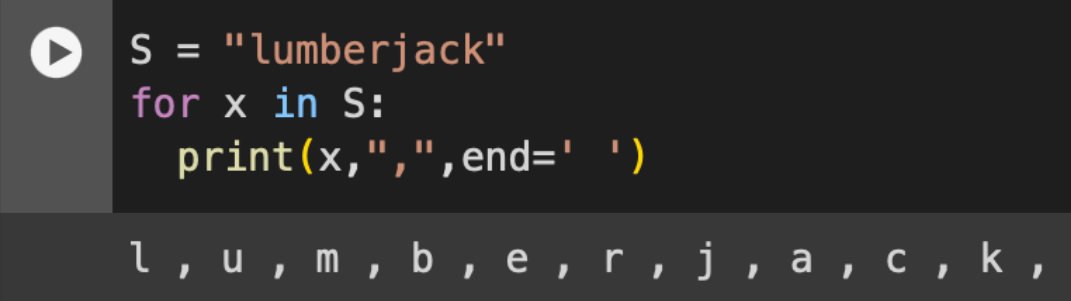 S = "lumberjack"
for x in S:
  print(x,",",end=' ')
l , u , m , b , e , r , j , a , c , k ,